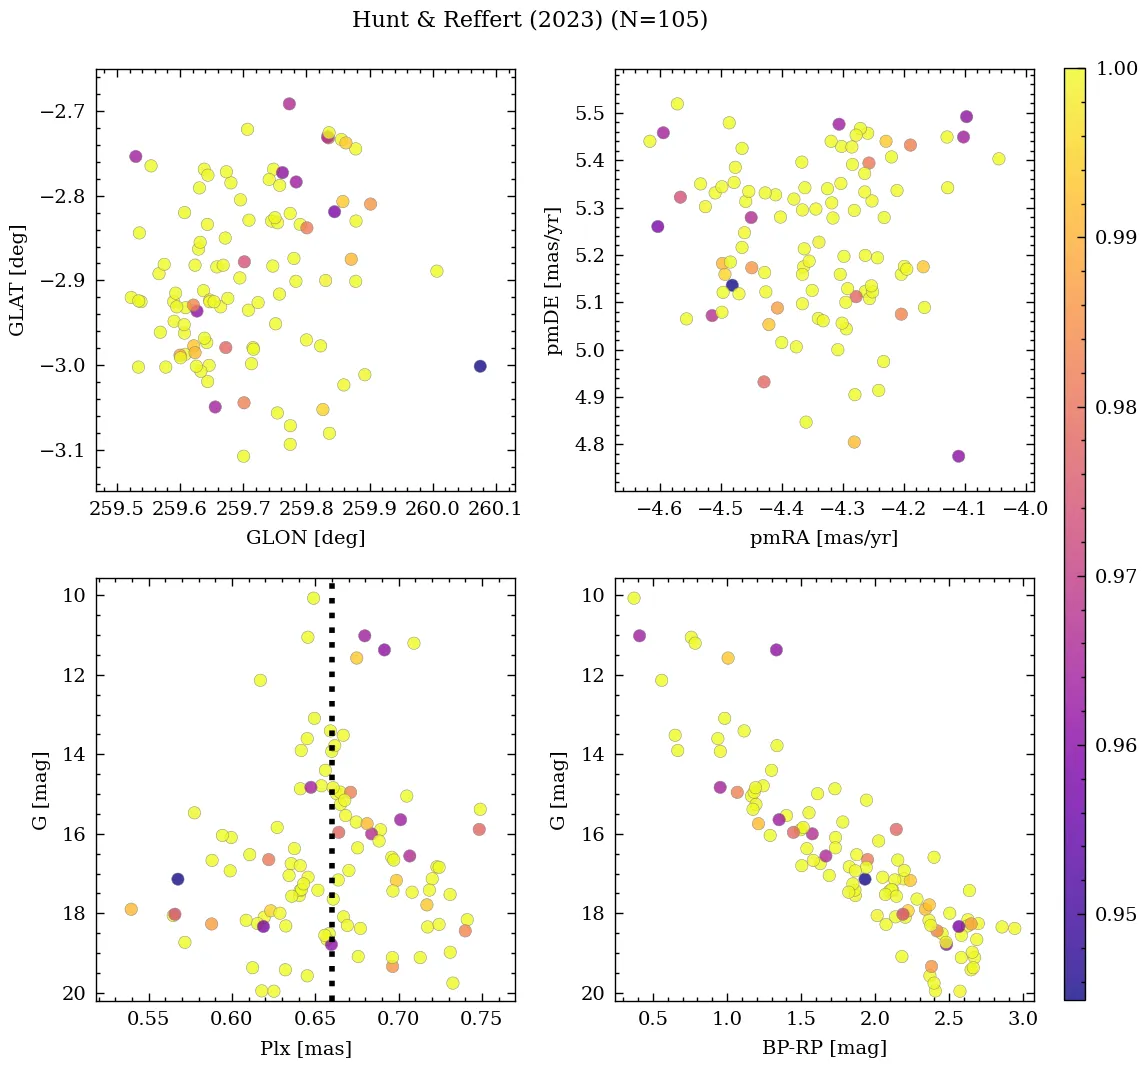 Hunt & Reffert (2023) (N=105)
−2.7
−2.8
−2.9
−3.0
−3.1
GLAT [deg]
259.5 259.6 259.7 259.8 259.9 260.0 260.1
GLON [deg]
5.5
5.4
5.3
5.2
5.1
5.0
4.9
4.8
pmDE [mas/yr]
−4.6 −4.5 −4.4 −4.3 −4.2 −4.1 −4.0
pmRA [mas/yr]
1.00
0.99
0.98
0.97
0.96
0.95
10
12
14
16
18
20
G [mag]
0.55 0.60 0.65 0.70 0.75
Plx [mas]
10
12
14
16
18
20
G [mag]
0.5 1.0 1.5 2.0 2.5 3.0
BP-RP [mag]